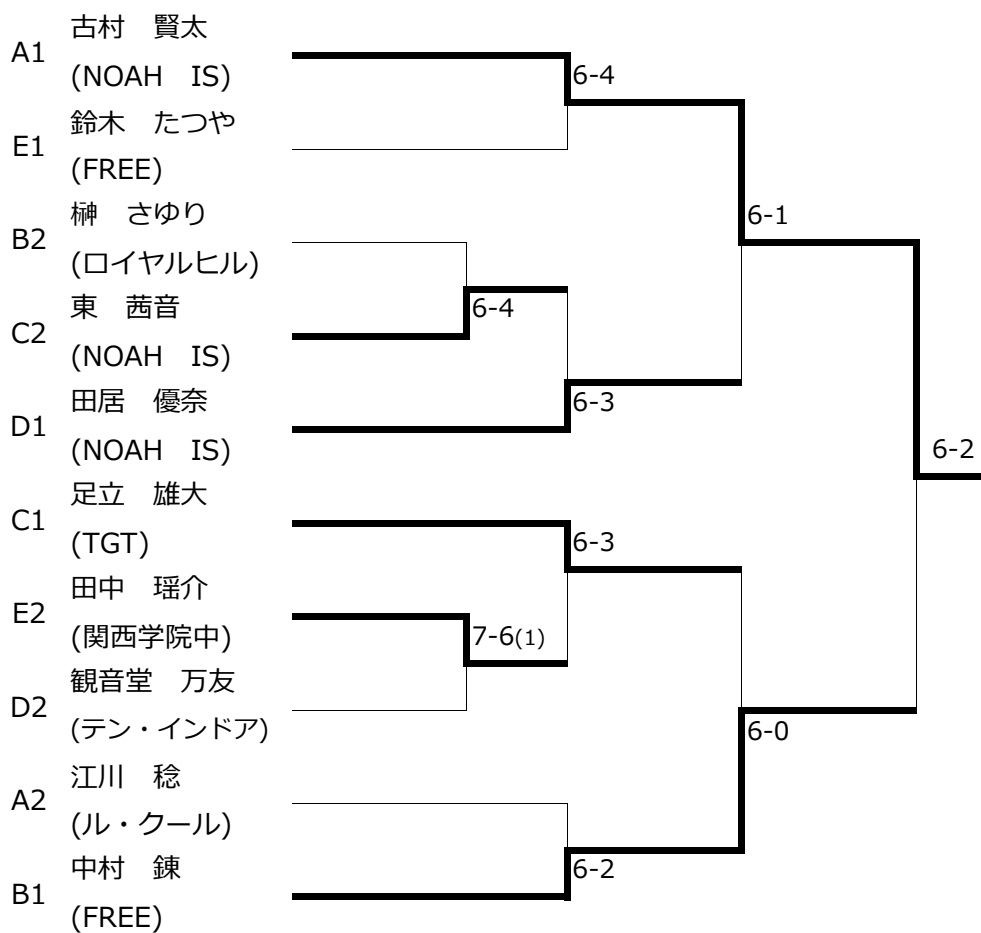 A1
古村　賢太
(NOAH　IS)
6-4
E1
鈴木　たつや
(FREE)
6-1
B2
榊　さゆり
(ロイヤルヒル)
6-4
C2
東　茜音
(NOAH　IS)
D1
田居　優奈
(NOAH　IS)
6-3
6-2
C1
足立　雄大
(TGT)
6-3
E2
田中　瑶介
(関西学院中)
7-6(1)
D2
観音堂　万友
(テン・インドア)
6-0
A2
江川　稔
(ル・クール)
B1
中村　錬
(FREE)
6-2